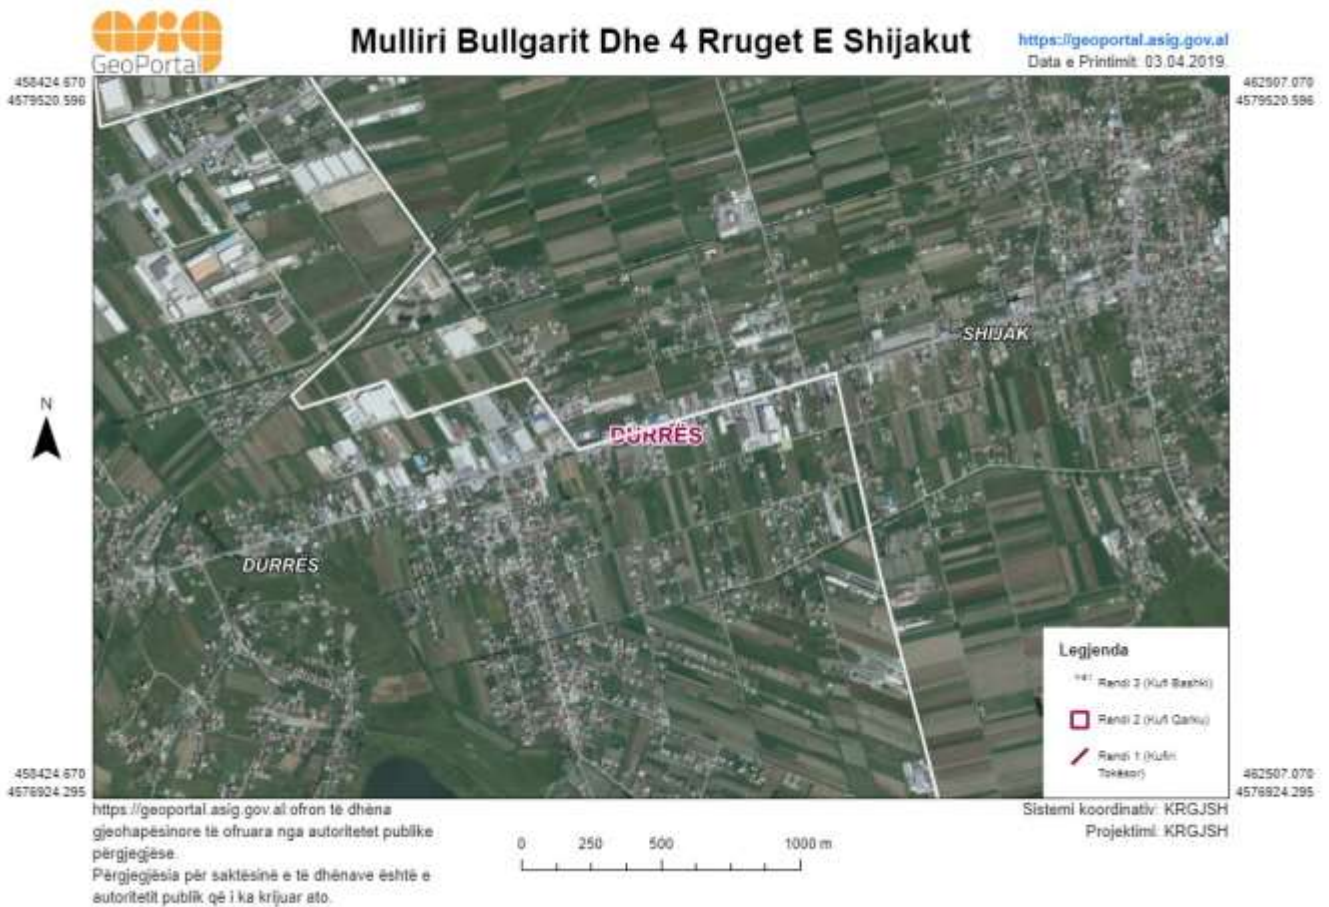 asig
GeoPortal
Mulliri Bullgarit Dhe 4 Rruget E Shijakut
https://geoportal.asig.gov.al
Data e Printimit: 03.04.2019.
458424.670
4579520.596
462507.070
4579520.596
SHIJAK
N
DURRËS
DURRËS
Legjenda
Rendi 3 (Kufi Bashki)
Rendi 2 (Kufi Qarku)
Rendi 1 (Kufiri
Tokësor)
458424.670
4576924.295
462507.070
4576924.295
https://geoportal.asig.gov.al ofron të dhëna
gjeohapësinore të ofruara nga autoritetet publike
përgjegjëse.
Përgjegjësia për saktësinë e të dhënave është e
autoritetit publik që i ka krijuar ato.
0 250 500 1000 m
Sistemi koordinativ: KRGJSH
Projektimi: KRGJSH